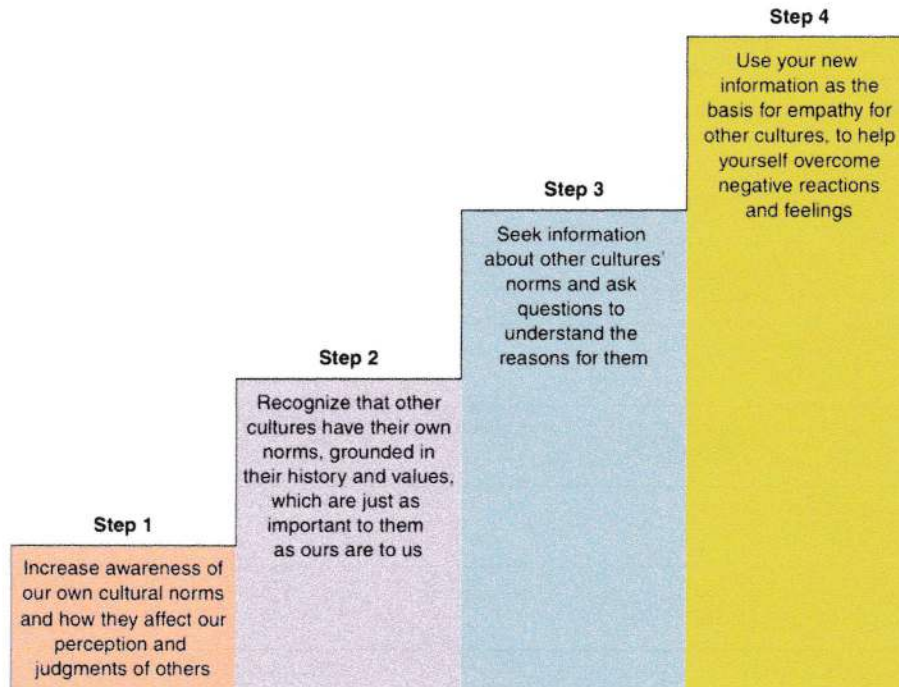 Step 1
Increase awareness of
our own cultural norms
and how they affect our
perception and
judgments of others
Step 2
Recognize that other
cultures have their own
norms, grounded in
their history and values,
which are just as
important to them
as ours are to us
Step 3
Seek information
about other cultures'
norms and ask
questions to
understand the
reasons for them
Step 4
Use your new
information as the
basis for empathy for
other cultures, to help
yourself overcome
negative reactions
and feelings